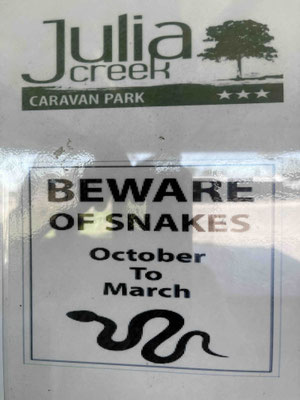 Julia
creek
CARAVAN PARK
BEWARE
OF SNAKES
October
To
March